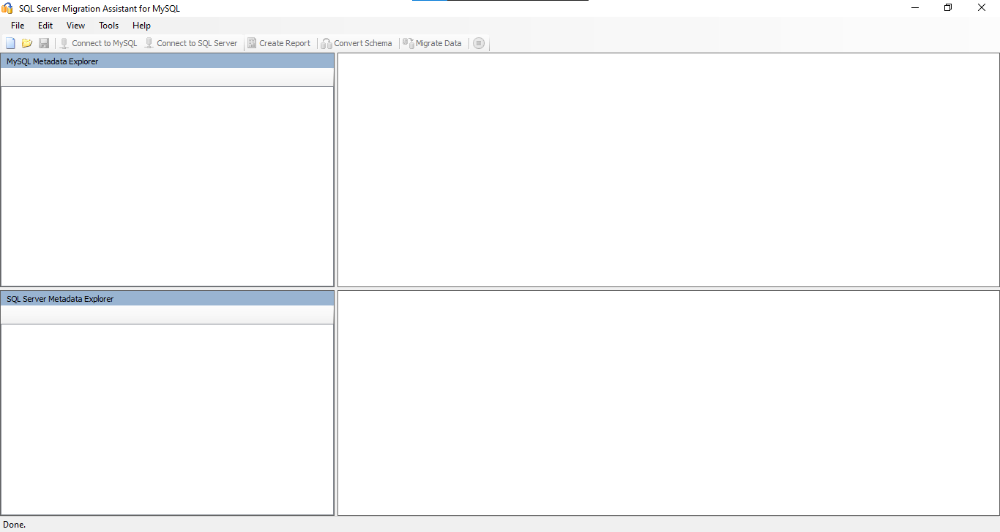 SQL Server Migration Assistant for MySQL
File Edit View Tools Help
Connect to MySQL Connect to SQL Server Create Report Convert Schema Migrate Data
MySQL Metadata Explorer
SQL Server Metadata Explorer
Done.